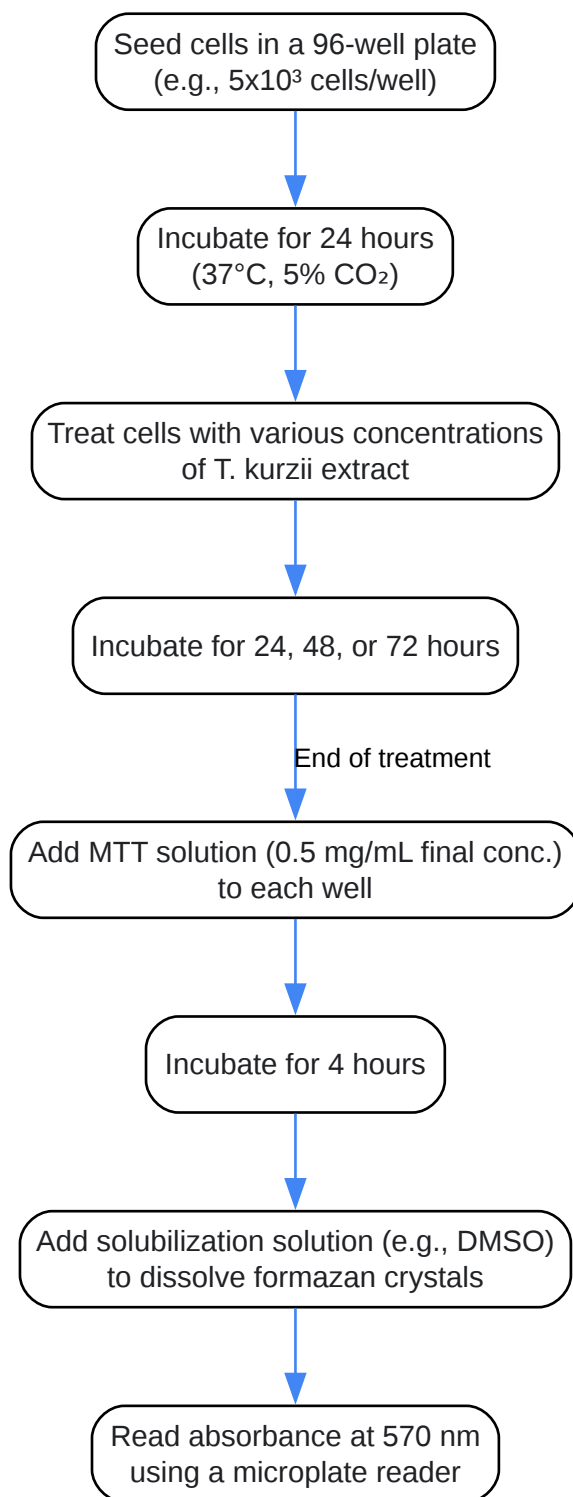 Seed cells in a 96-well plate
(e.g., 5x10³ cells/well)
Incubate for 24 hours
(37°C, 5% CO₂)
Treat cells with various concentrations
of T. kurzii extract
Incubate for 24, 48, or 72 hours
End of treatment
Add MTT solution (0.5 mg/mL final conc.)
to each well
Incubate for 4 hours
Add solubilization solution (e.g., DMSO)
to dissolve formazan crystals
Read absorbance at 570 nm
using a microplate reader